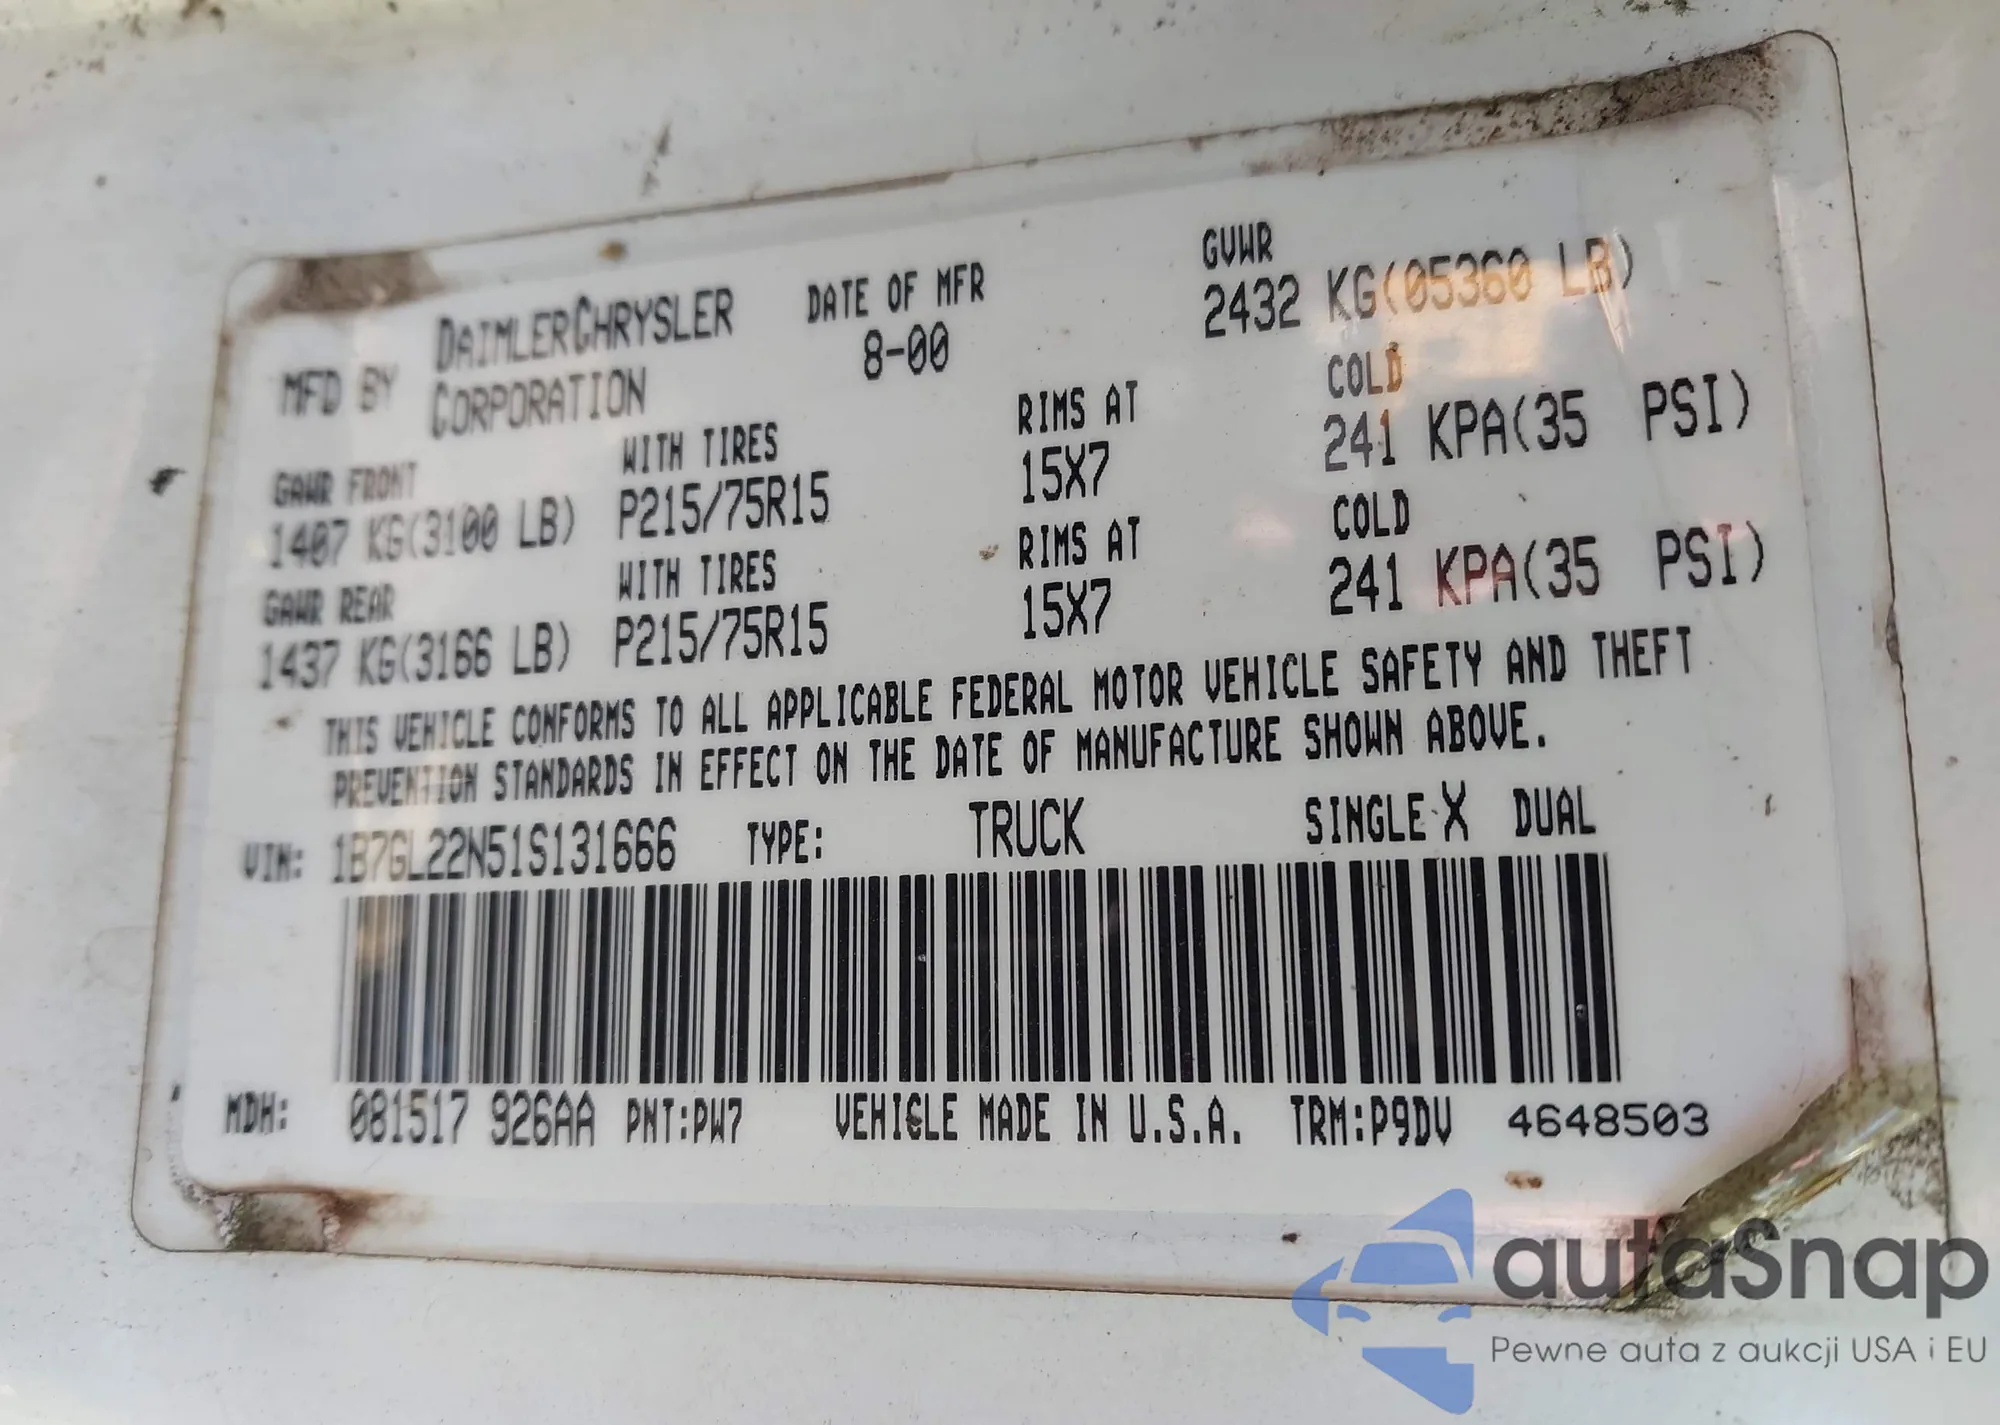 MFD BY DAIMLERCHRYSLER CORPORATION
DATE OF MFR 8-00
GVWR 2432 KG(05360 LB)
GAWR FRONT WITH TIRES RIMS AT COLD
1407 KG(3100 LB) P215/75R15 15X7 241 KPA(35 PSI)
GAWR REAR WITH TIRES RIMS AT COLD
1437 KG(3166 LB) P215/75R15 15X7 241 KPA(35 PSI)
THIS VEHICLE CONFORMS TO ALL APPLICABLE FEDERAL MOTOR VEHICLE SAFETY AND THEFT
PREVENTION STANDARDS IN EFFECT ON THE DATE OF MANUFACTURE SHOWN ABOVE.
VIN: 1B7GL22N51S131666 TYPE: TRUCK SINGLE X DUAL
MDH: 081517 926AA PNT:PW7 VEHICLE MADE IN U.S.A. TRM:P9DV 4648503
autaSnap
Pewne auta z aukcji USA i EU